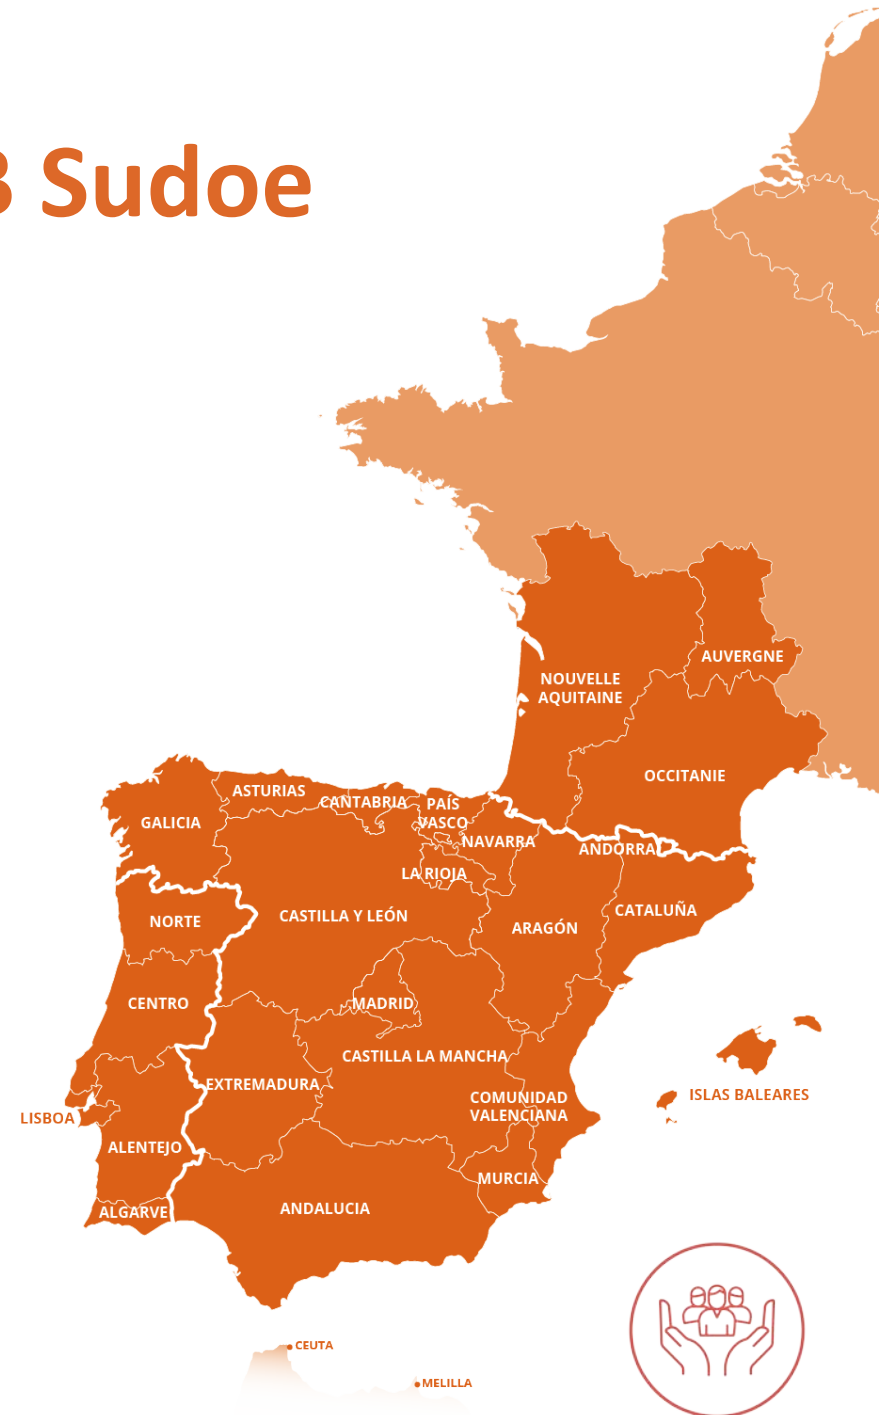 B Sudoe
AUVERGNE
NOUVELLE
AQUITAINE
OCCITANIE
ASTURIAS
CANTABRIA
PAÍS
VASCO
GALICIA
NAVARRA
ANDORRA
LA RIOJA
CATALUÑA
CASTILLA Y LEÓN
NORTE
ARAGÓN
CENTRO
MADRID
CASTILLA LA MANCHA
EXTREMADURA
ISLAS BALEARES
COMUNIDAD
VALENCIANA
LISBOA
ALENTEJO
MURCIA
ANDALUCIA
ALGARVE
CEUTA
MELILLA